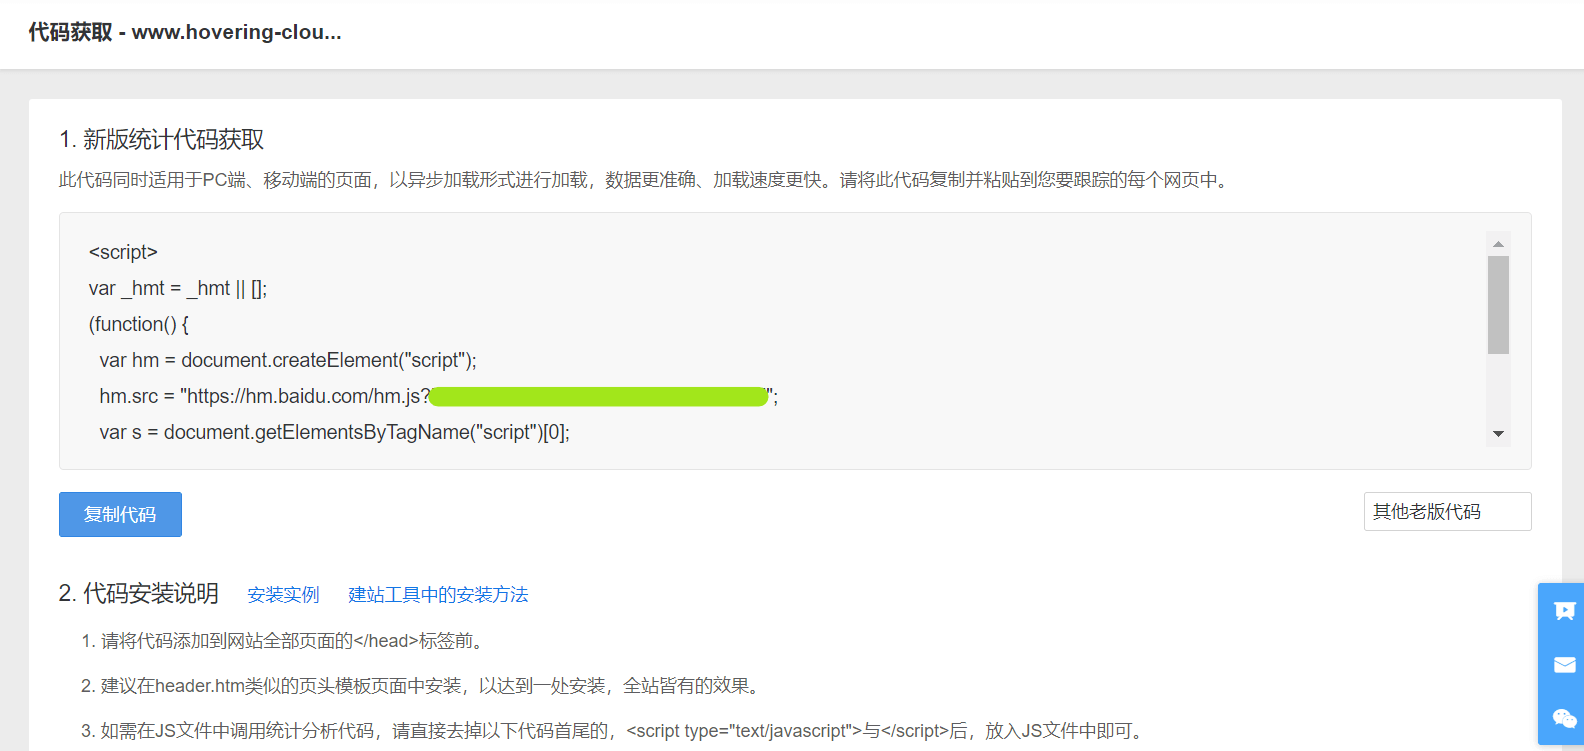 代码获取 - www.hovering-clou...
1. 新版统计代码获取
此代码同时适用于PC端、移动端的页面，以异步加载形式进行加载，数据更准确、加载速度更快。请将此代码复制并粘贴到您要跟踪的每个网页中。
<script>
var _hmt = _hmt || [];
(function() {
  var hm = document.createElement("script");
  hm.src = "https://hm.baidu.com/hm.js?";
  var s = document.getElementsByTagName("script")[0];
复制代码
其他老版代码
2. 代码安装说明 安装实例 建站工具中的安装方法
1. 请将代码添加到网站全部页面的</head>标签前。
2. 建议在header.htm类似的页头模板页面中安装，以达到一处安装，全站皆有的效果。
3. 如需在JS文件中调用统计分析代码，请直接去掉以下代码首尾的，<script type="text/javascript">与</script>后，放入JS文件中即可。